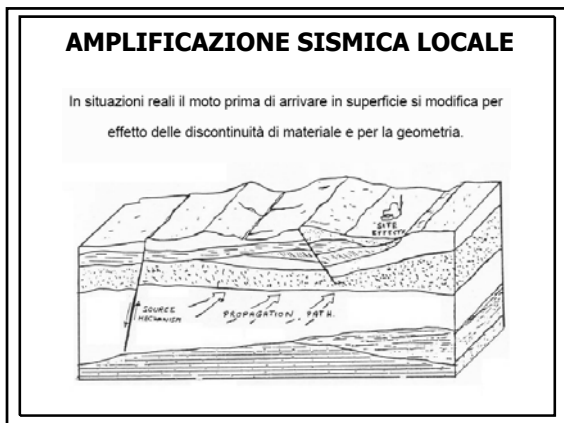 AMPLIFICAZIONE SISMICA LOCALE
In situazioni reali il moto prima di arrivare in superficie si modifica per
effetto delle discontinuità di materiale e per la geometria.
SITE
EFFECTS
SOURCE
MECHANISM
PROPAGATION PATH